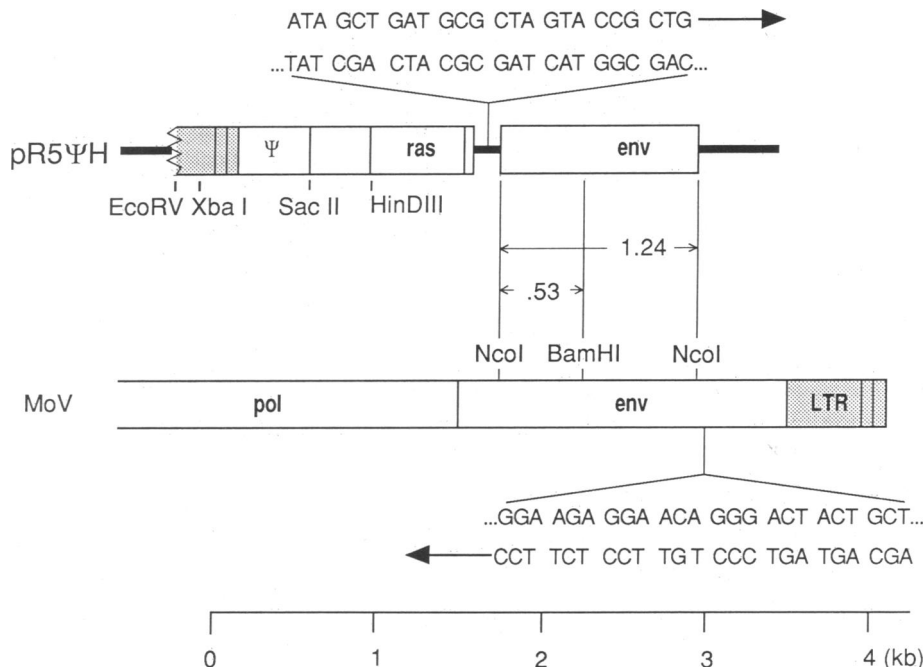 ATA GCT GAT GCG CTA GTA CCG CTG
...TAT CGA CTA CGC GAT CAT GGC GAC...
pR5ΨH
Ψ
ras
env
EcoRV Xba I Sac II HinDIII
1.24
.53
NcoI BamHI NcoI
MoV
pol
env
LTR
...GGA AGA GGA ACA GGG ACT ACT GCT...
CCT TCT CCT TGT CCC TGA TGA CGA
0 1 2 3 4 (kb)